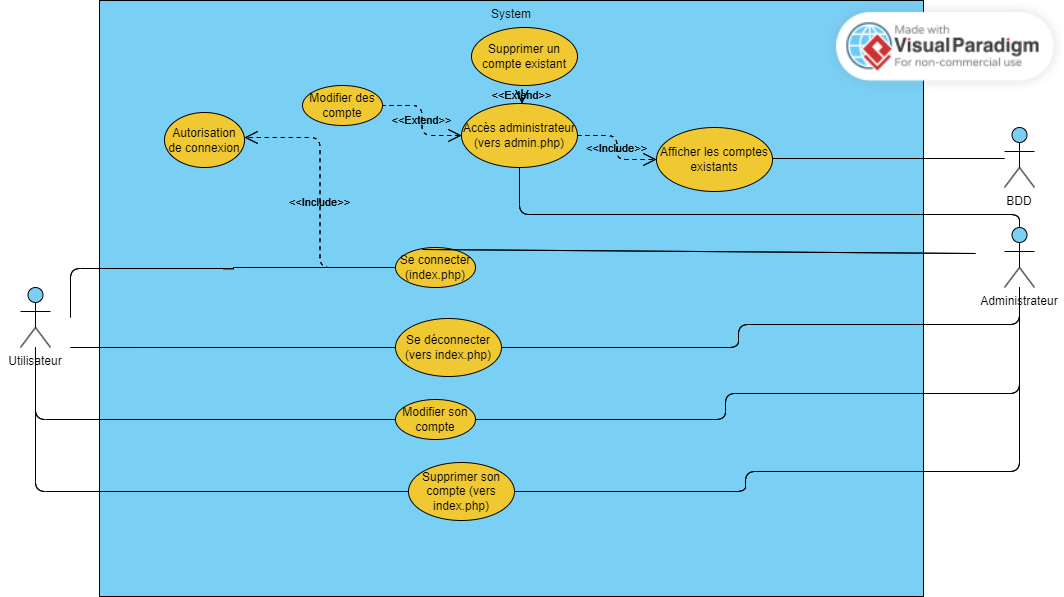 System
Made with
Visual Paradigm
For non-commercial use
Supprimer un
compte existant
<<Extend>>
Modifier des
compte
<<Extend>>
Accès administrateur
(vers admin.php)
<<Include>>
Autorisation
de connexion
Afficher les comptes
existants
BDD
<<Include>>
Se connecter
(index.php)
Administrateur
Se déconnecter
(vers index.php)
Utilisateur
Modifier son
compte
Supprimer son
compte (vers
index.php)